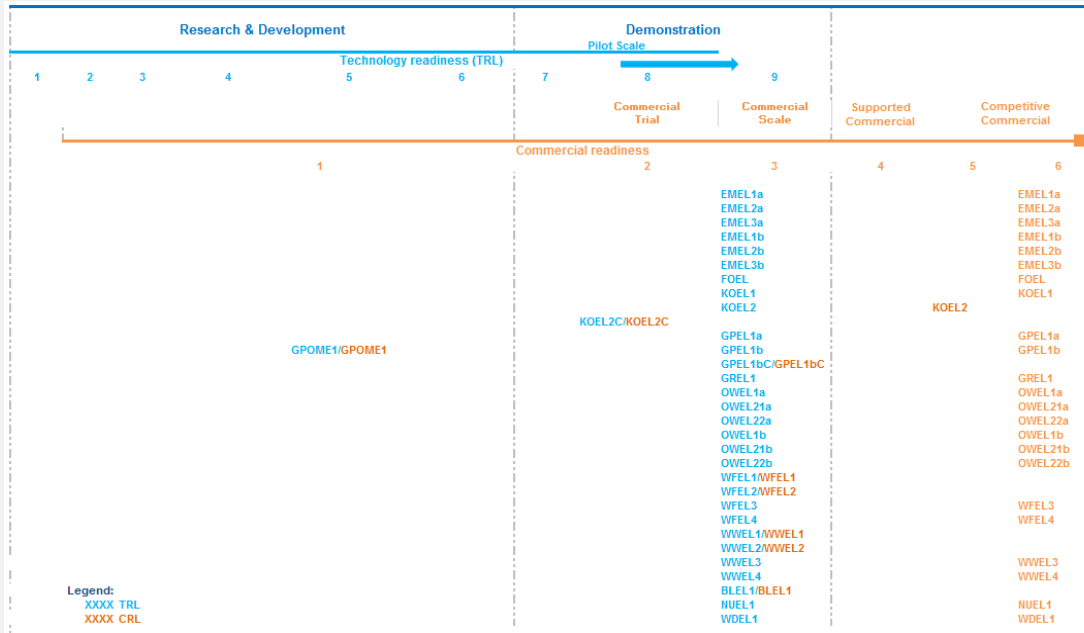 Research & Development Demonstration
Pilot Scale
Technology readiness (TRL)
1 2 3 4 5 6 7 8 9
Commercial Trial Commercial Scale Supported Commercial Competitive Commercial
Commercial readiness
1 2 3 4 5 6
EMEL1a EMEL1a
EMEL2a EMEL2a
EMEL3a EMEL3a
EMEL1b EMEL1b
EMEL2b EMEL2b
EMEL3b EMEL3b
FOEL FOEL
KOEL1 KOEL1
KOEL2 KOEL2
KOEL2C/KOEL2C
GPEL1a GPEL1a
GPOME1/GPOME1 GPEL1b GPEL1b
GPEL1bC/GPEL1bC
GREL1 GREL1
OWEL1a OWEL1a
OWEL21a OWEL21a
OWEL22a OWEL22a
OWEL1b OWEL1b
OWEL21b OWEL21b
OWEL22b OWEL22b
WFEL1/WFEL1
WFEL2/WFEL2
WFEL3 WFEL3
WFEL4 WFEL4
WWEL1/WWEL1
WWEL2/WWEL2
WWEL3 WWEL3
WWEL4 WWEL4
Legend: BLEL1/BLEL1
XXXX TRL NUEL1 NUEL1
XXXX CRL WDEL1 WDEL1